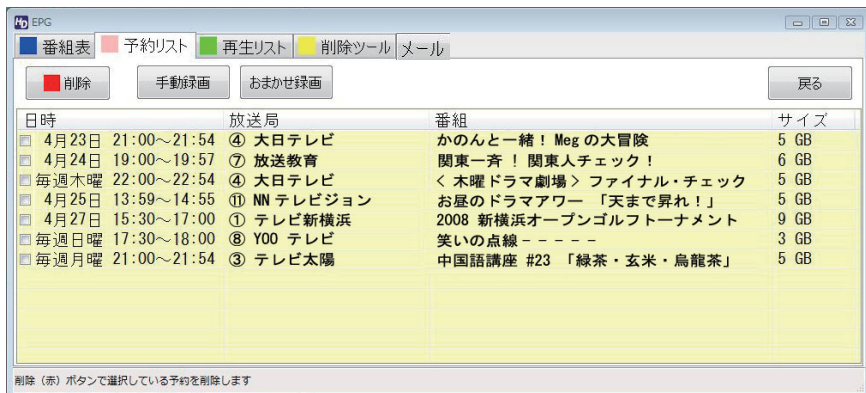 HD EPG
番組表 予約リスト 再生リスト 削除ツール メール
削除 手動録画 おまかせ録画 戻る
日時 放送局 番組 サイズ
4月23日 21:00～21:54 ④ 大日テレビ かのんと一緒！ Meg の大冒険 5 GB
4月24日 19:00～19:57 ⑦ 放送教育 関東一斉 ！ 関東人チェック！ 6 GB
毎週木曜 22:00～22:54 ④ 大日テレビ 〈 木曜ドラマ劇場〉 ファイナル・チェック 5 GB
4月25日 13:59～14:55 ⑪ NN テレビジョン お昼のドラマアワー 「天まで昇れ！」 5 GB
4月27日 15:30～17:00 ① テレビ新横浜 2008 新横浜オープンゴルフトーナメント 9 GB
毎週日曜 17:30～18:00 ⑧ YOO テレビ 笑いの点線－－－－－ 3 GB
毎週月曜 21:00～21:54 ③ テレビ太陽 中国語講座 #23 「緑茶・玄米・烏龍茶」 5 GB
削除（赤）ボタンで選択している予約を削除します